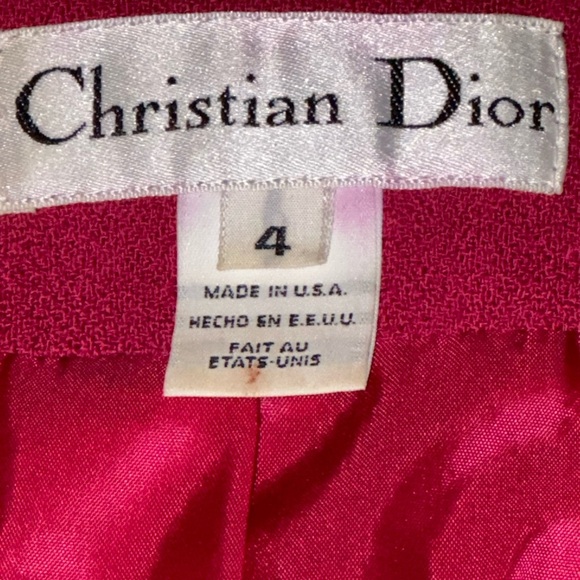 Christian Dior
4
MADE IN U.S.A.
HECHO EN E.E.U.U.
FAIT AU
ETATS-UNIS